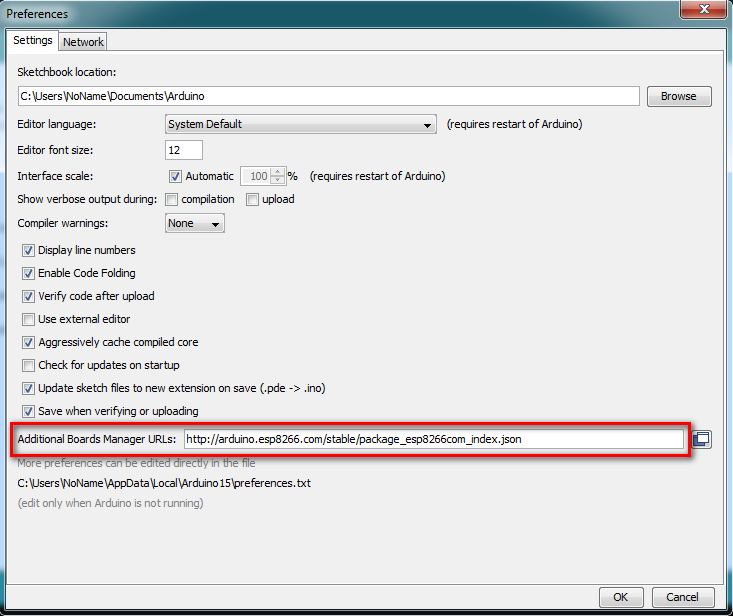 Preferences
Settings Network
Sketchbook location:
C:\Users\NoName\Documents\Arduino Browse
Editor language: System Default (requires restart of Arduino)
Editor font size: 12
Interface scale: Automatic 100 % (requires restart of Arduino)
Show verbose output during: compilation upload
Compiler warnings: None
Display line numbers
Enable Code Folding
Verify code after upload
Use external editor
Aggressively cache compiled core
Check for updates on startup
Update sketch files to new extension on save (.pde -> .ino)
Save when verifying or uploading
Additional Boards Manager URLs: http://arduino.esp8266.com/stable/package_esp8266com_index.json
More preferences can be edited directly in the file
C:\Users\NoName\AppData\Local\Arduino15\preferences.txt
(edit only when Arduino is not running)
OK Cancel